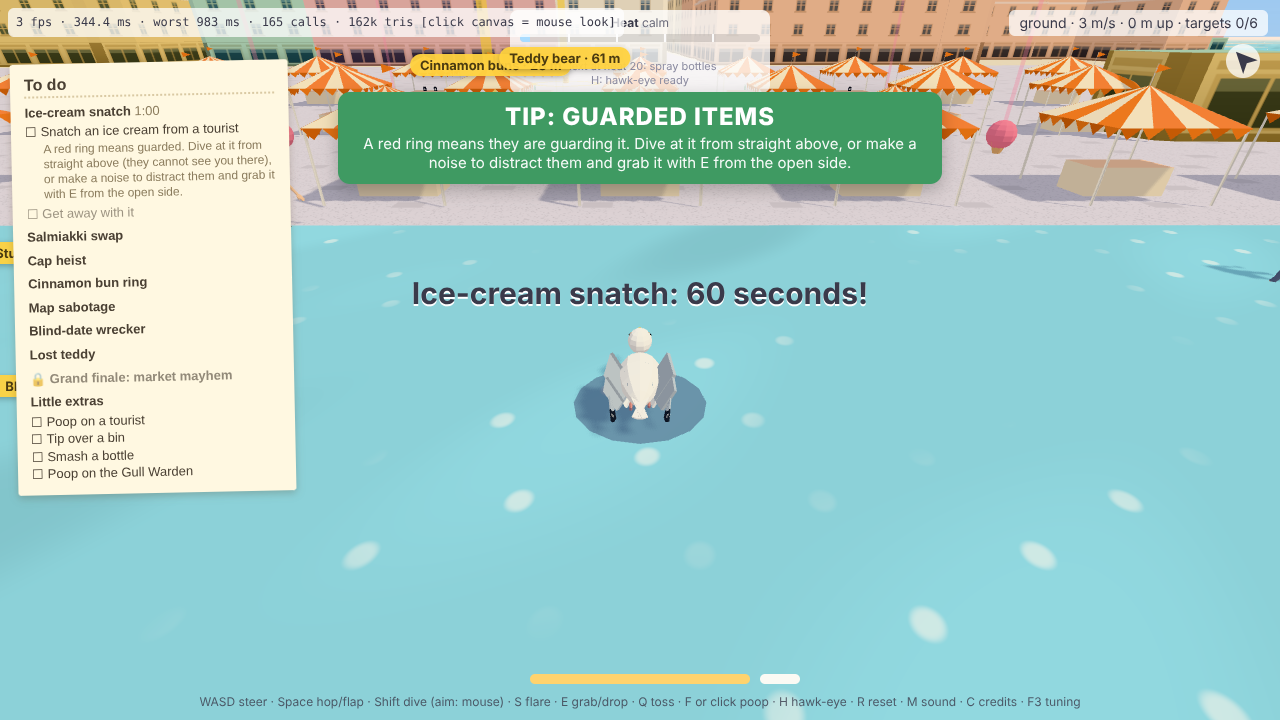 3 fps · 344.4 ms · worst 983 ms · 165 calls · 162k tris [click canvas = mouse look]
calm
ground · 3 m/s · 0 m up · targets 0/6
Teddy bear · 61 m
Cinnamon
20: spray bottles
H: hawk-eye ready
TIP: GUARDED ITEMS
A red ring means they are guarding it. Dive at it from straight above, or make a
noise to distract them and grab it with E from the open side.
To do
Ice-cream snatch 1:00
☐ Snatch an ice cream from a tourist
A red ring means guarded. Dive at it from
straight above (they cannot see you there),
or make a noise to distract them and grab it
with E from the open side.
☐ Get away with it
Salmiakki swap
Cap heist
Cinnamon bun ring
Map sabotage
Blind-date wrecker
Lost teddy
🔒 Grand finale: market mayhem
Little extras
☐ Poop on a tourist
☐ Tip over a bin
☐ Smash a bottle
☐ Poop on the Gull Warden
Ice-cream snatch: 60 seconds!
WASD steer · Space hop/flap · Shift dive (aim: mouse) · S flare · E grab/drop · Q toss · F or click poop · H hawk-eye · R reset · M sound · C credits · F3 tuning